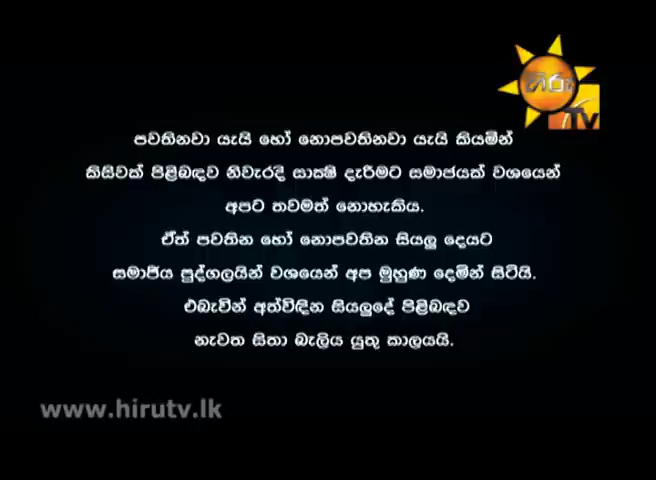 හිරු
TV
පවතිනවා යැයි හෝ නොපවතිනවා යැයි කියමින්
කිසිවක් පිළිබඳව නිවැරදි සාක්ෂි දැරීමට සමාජයක් වශයෙන්
අපට තවමත් නොහැකිය.
ඒත් පවතින හෝ නොපවතින සියලු දෙයට
සමාජීය පුද්ගලයින් වශයෙන් අප මුහුණ දෙමින් සිටියි.
එබැවින් අත්විඳින සියලුදේ පිළිබඳව
නැවත සිතා බැලිය යුතු කාලයයි.
www.hirutv.lk